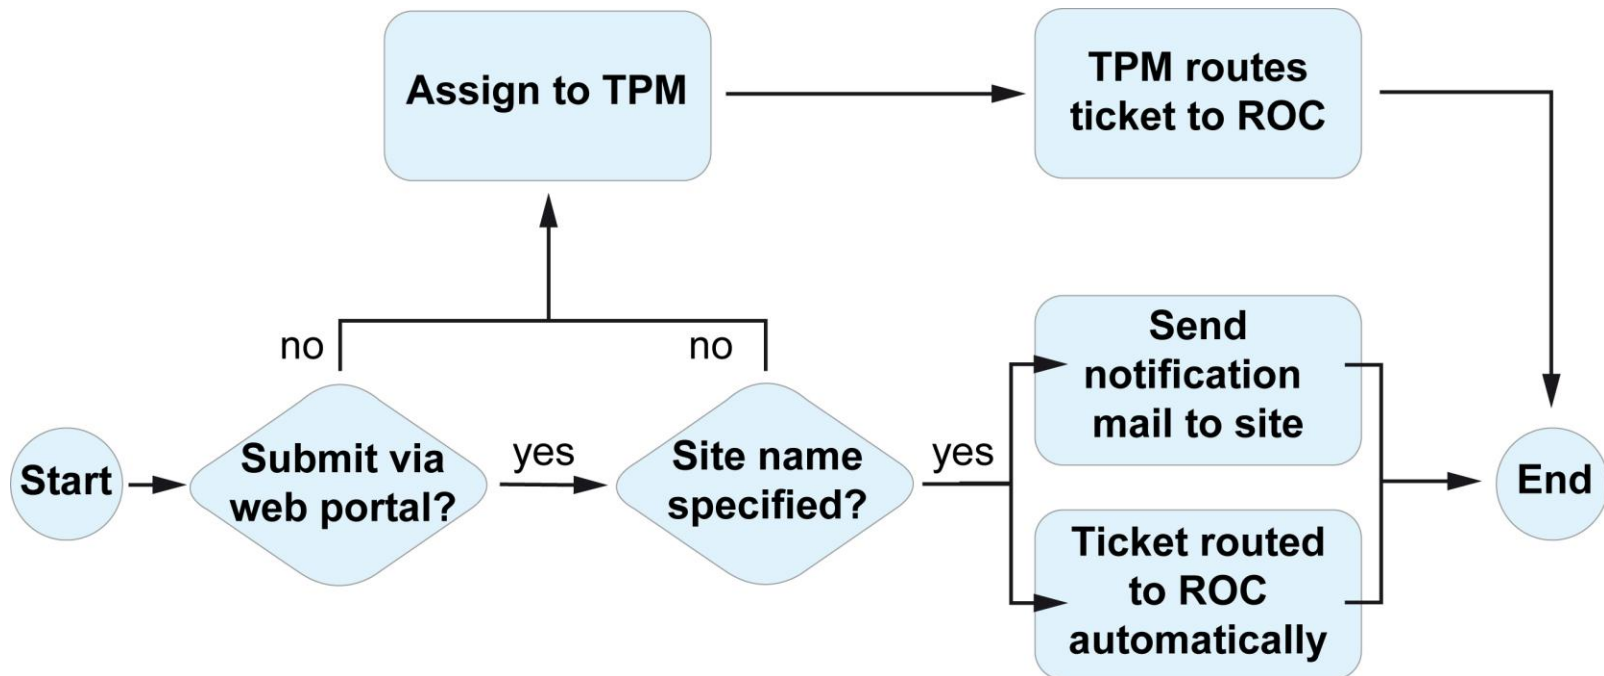 Assign to TPM
TPM routes
ticket to ROC
no
no
Start
Submit via
web portal?
yes
Site name
specified?
yes
Send
notification
mail to site
Ticket routed
to ROC
automatically
End